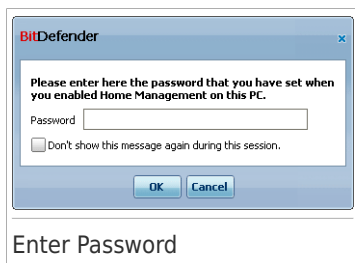 BitDefender
Please enter here the password that you have set when
you enabled Home Management on this PC.
Password
Don't show this message again during this session.
OK Cancel
Enter Password